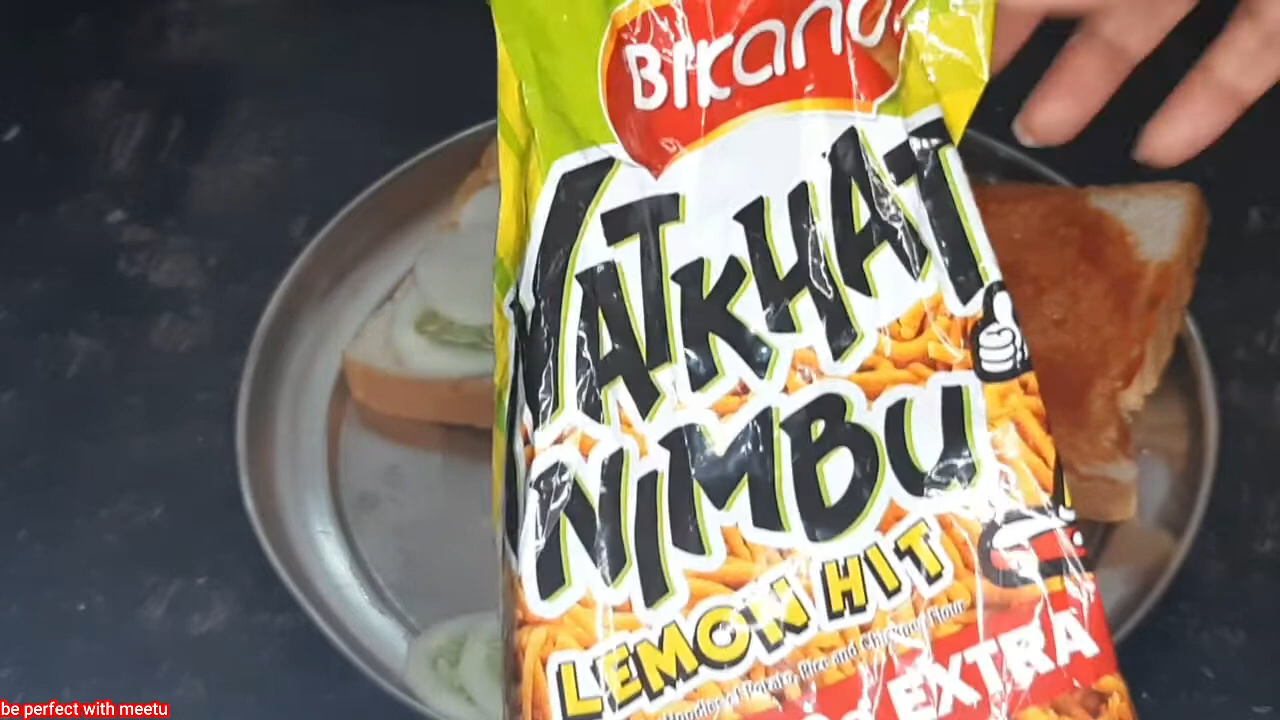 Bikano
NATKHAT
NIMBU
LEMON HIT
Noodles of Potato, Rice and Chickpea Flour
EXTRA
be perfect with meetu